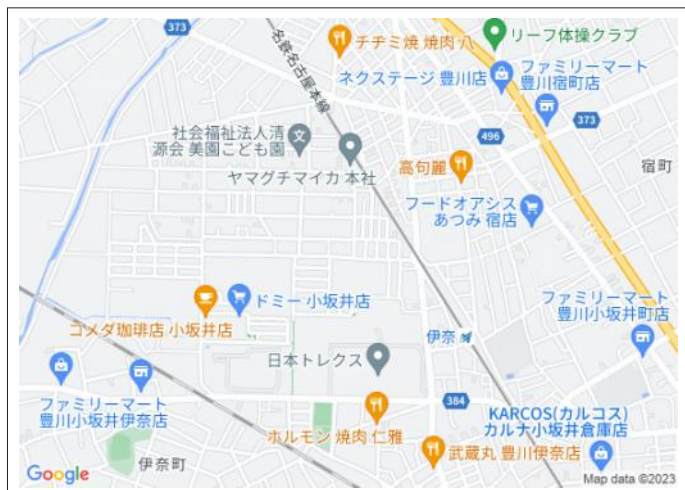 373
チヂミ焼 焼肉 八
リーフ体操クラブ
名鉄名古屋本線
ネクステージ 豊川店
ファミリーマート
豊川宿町店
373
社会福祉法人清
源会 美園こども園
496
宿町
ヤマグチマイカ 本社
高句麗
フードオアシス
あつみ 宿店
ドミー 小坂井店
コメダ珈琲店 小坂井店
ファミリーマート
豊川小坂井町店
伊奈
日本トレクス
384
ファミリーマート
豊川小坂井伊奈店
KARCOS(カルコス)
カルナ小坂井倉庫店
ホルモン 焼肉 仁雅
武蔵丸 豊川伊奈店
伊奈町
Google
Map data ©2023